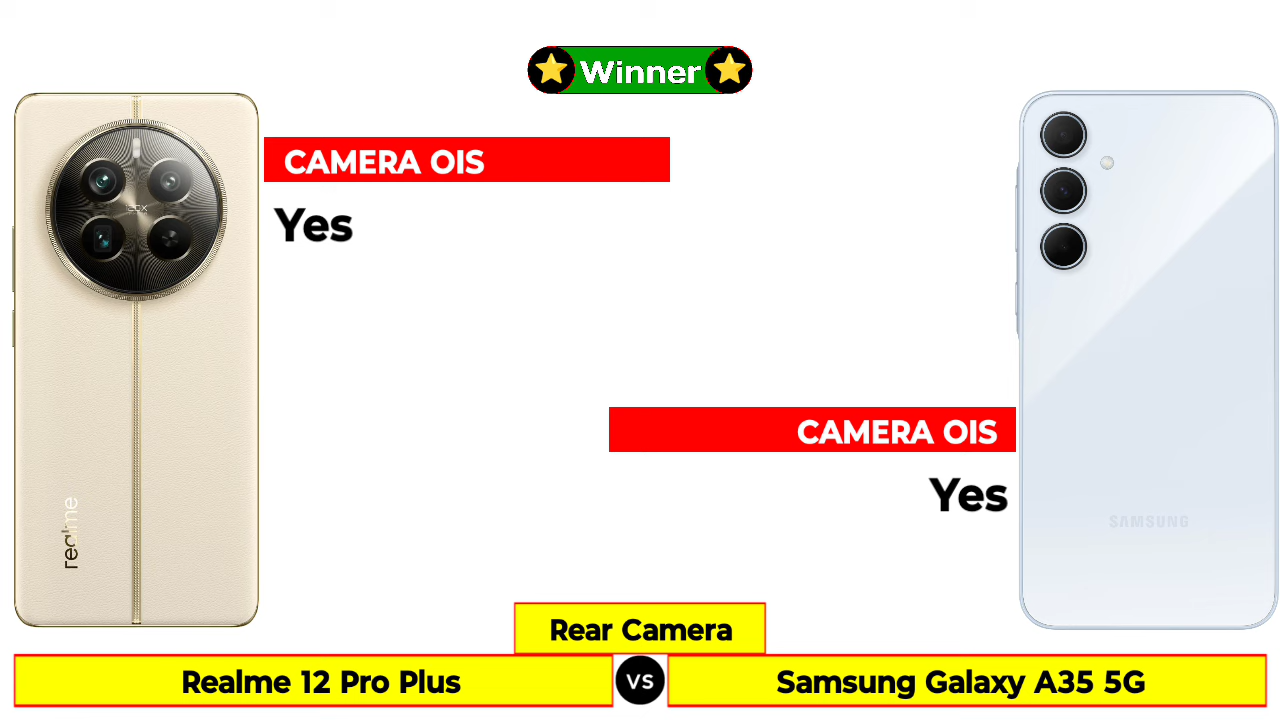 Winner
CAMERA OIS
Yes
CAMERA OIS
Yes
realme
SAMSUNG
Rear Camera
Realme 12 Pro Plus
VS
Samsung Galaxy A35 5G